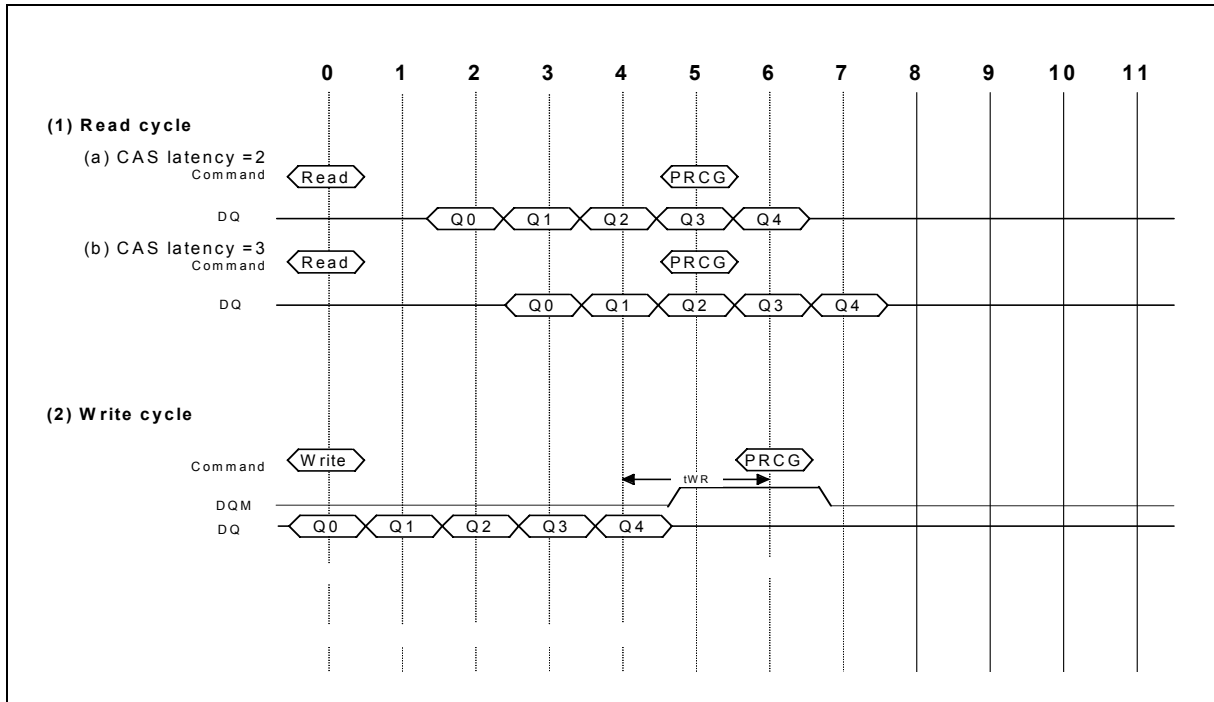 0 1 2 3 4 5 6 7 8 9 10 11
(1) Read cycle
(a) CAS latency =2
Command Read PRCG
DQ Q0 Q1 Q2 Q3 Q4
(b) CAS latency =3
Command Read PRCG
DQ Q0 Q1 Q2 Q3 Q4
(2) Write cycle
Command Write PRCG
tWR
DQM
DQ Q0 Q1 Q2 Q3 Q4